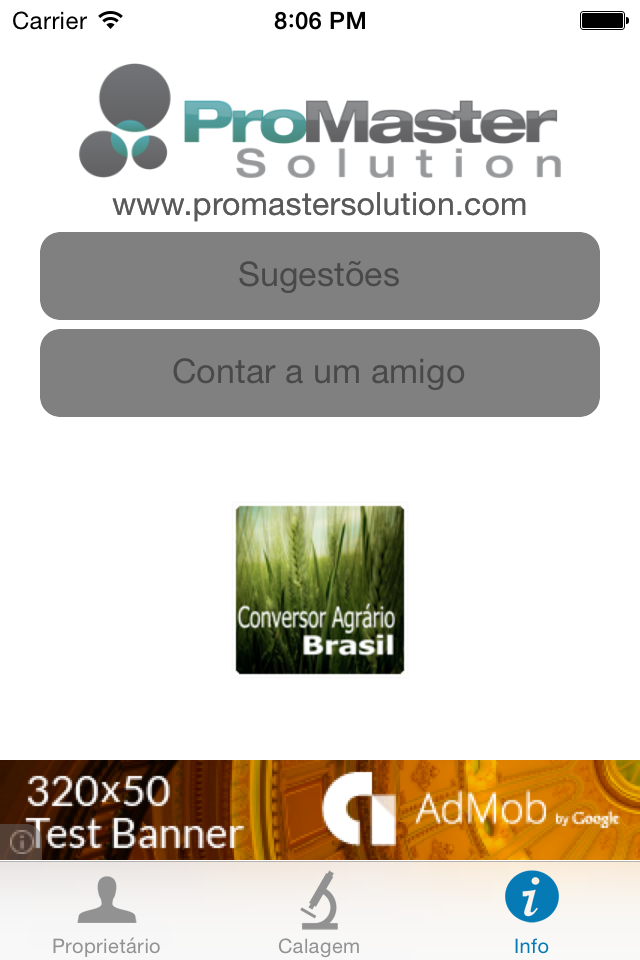 Carrier 8:06 PM
ProMaster
Solution
www.promastersolution.com
Sugestões
Contar a um amigo
Conversor Agrário
Brasil
320x50
Test Banner
AdMob by Google
Proprietário Calagem Info